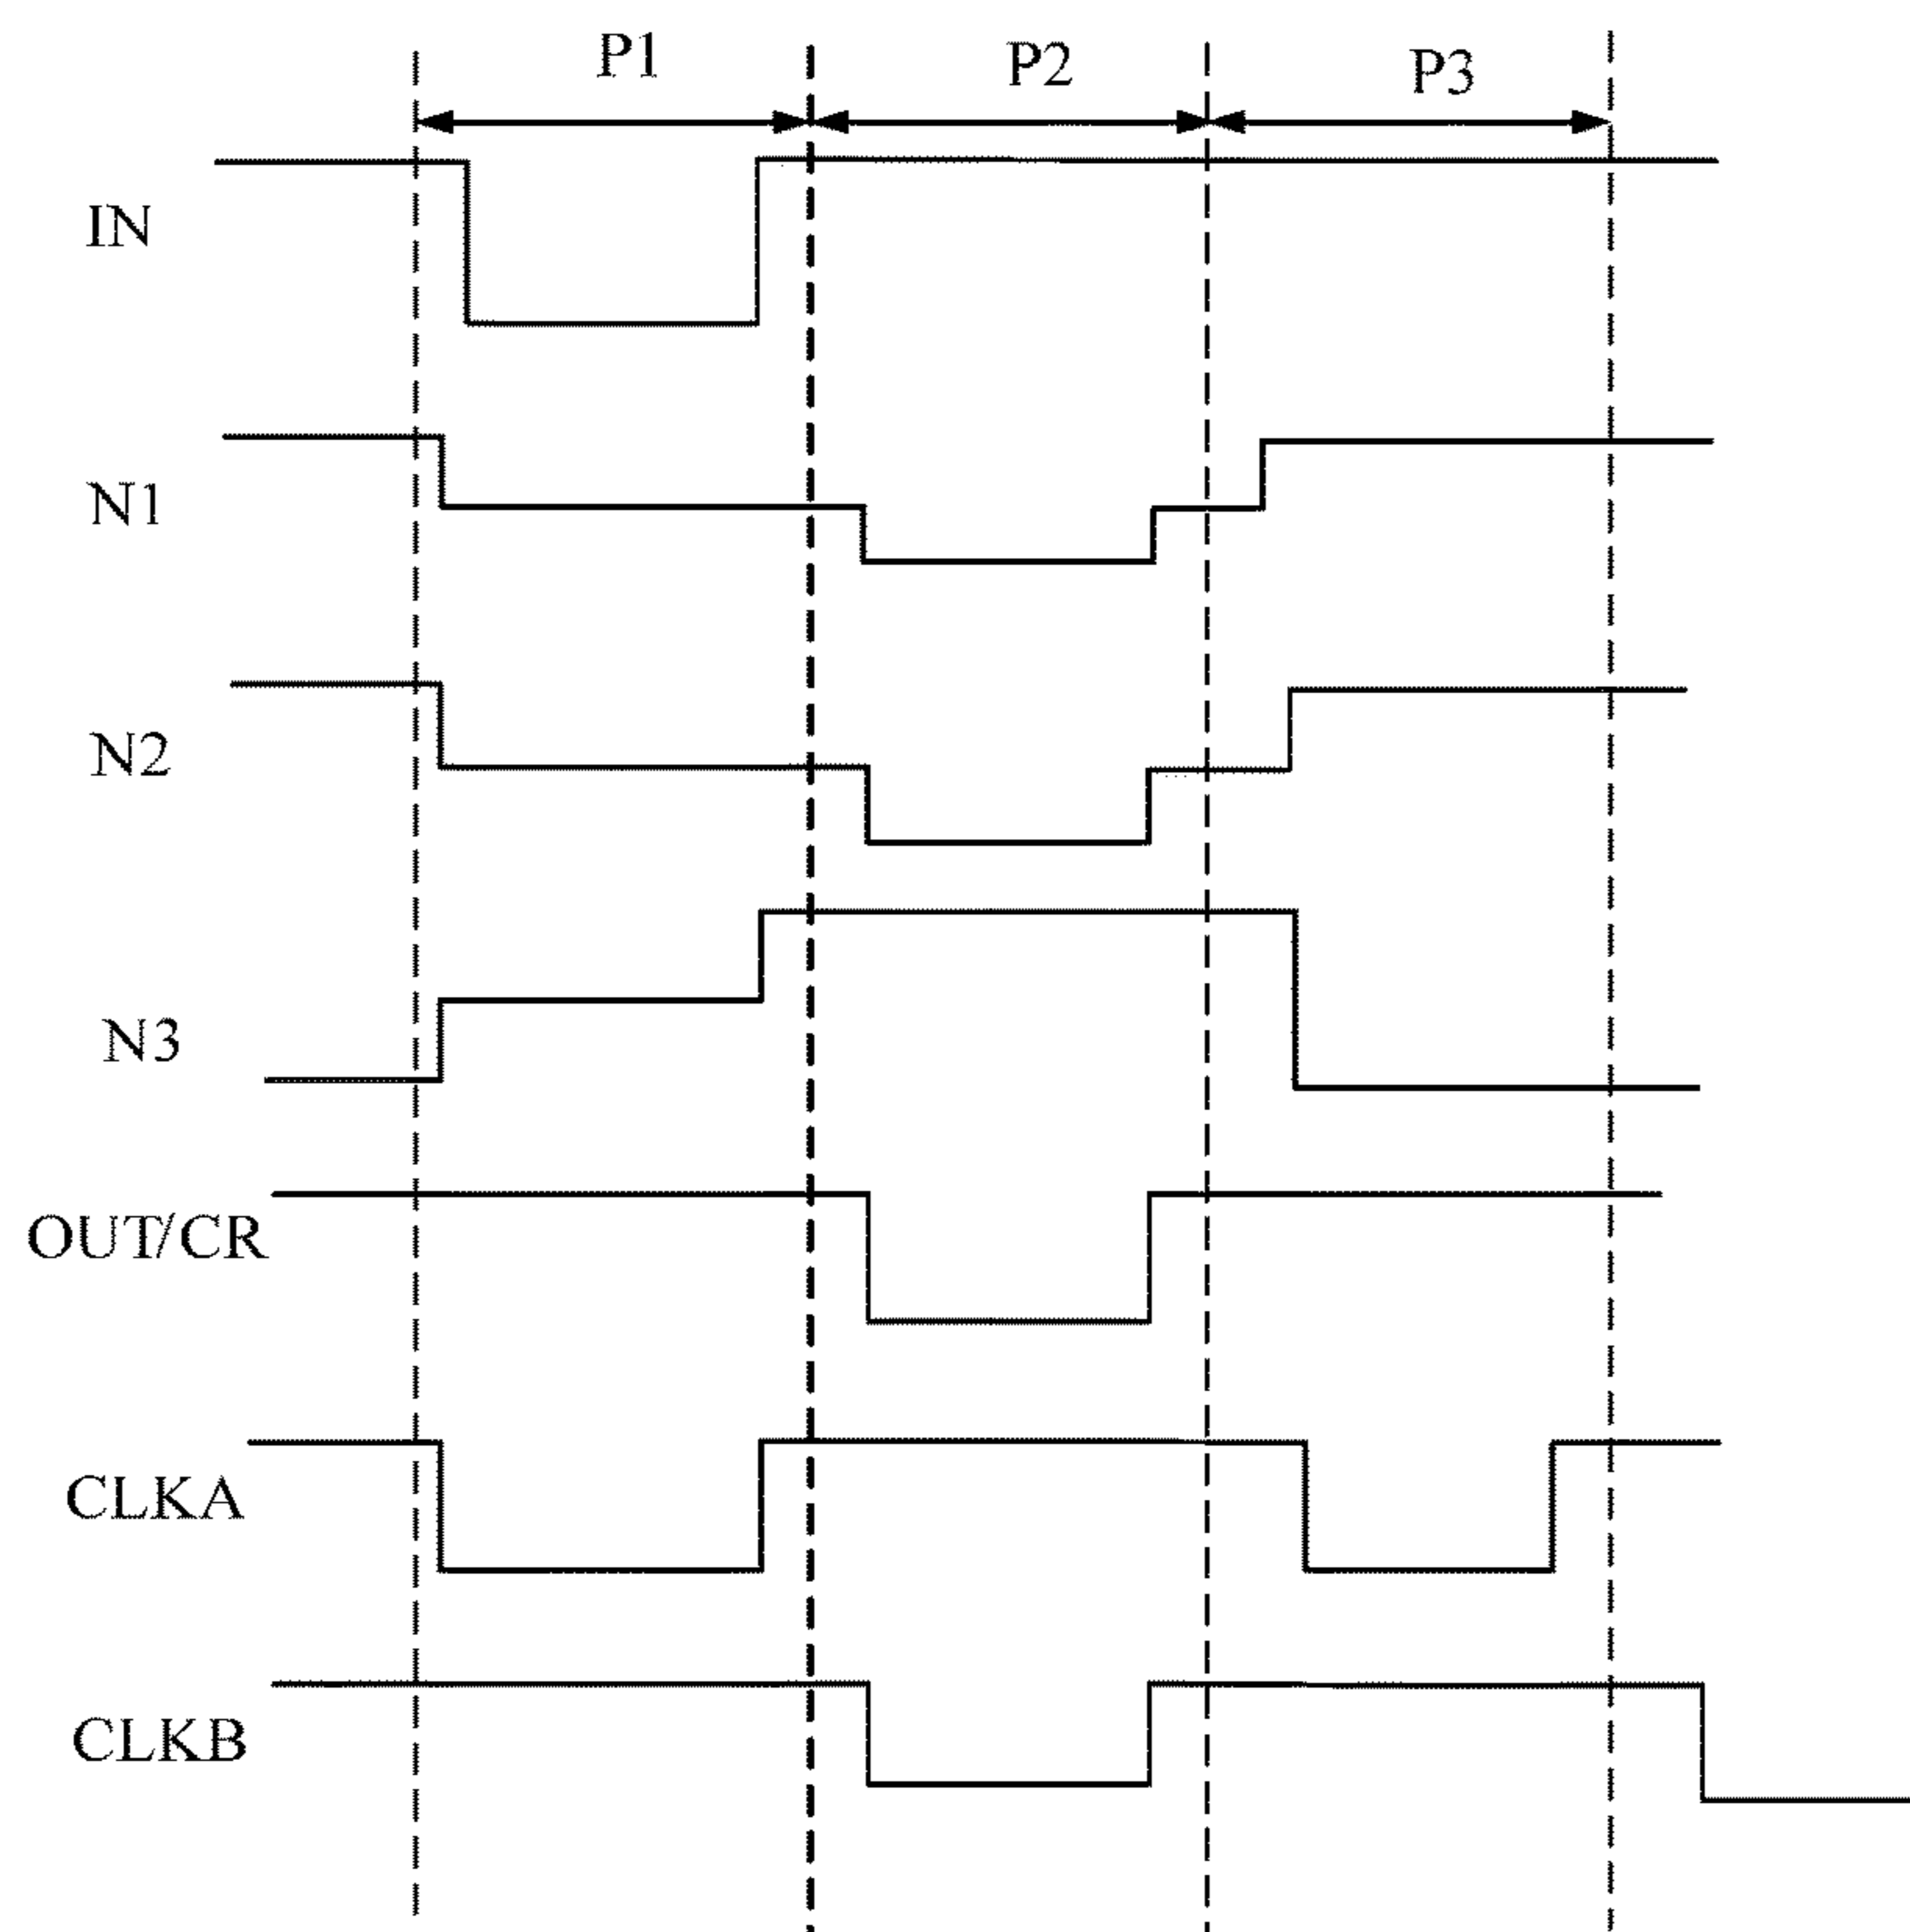 P1
P2
P3
IN
N1
N2
N3
OUT/CR
CLKA
CLKB